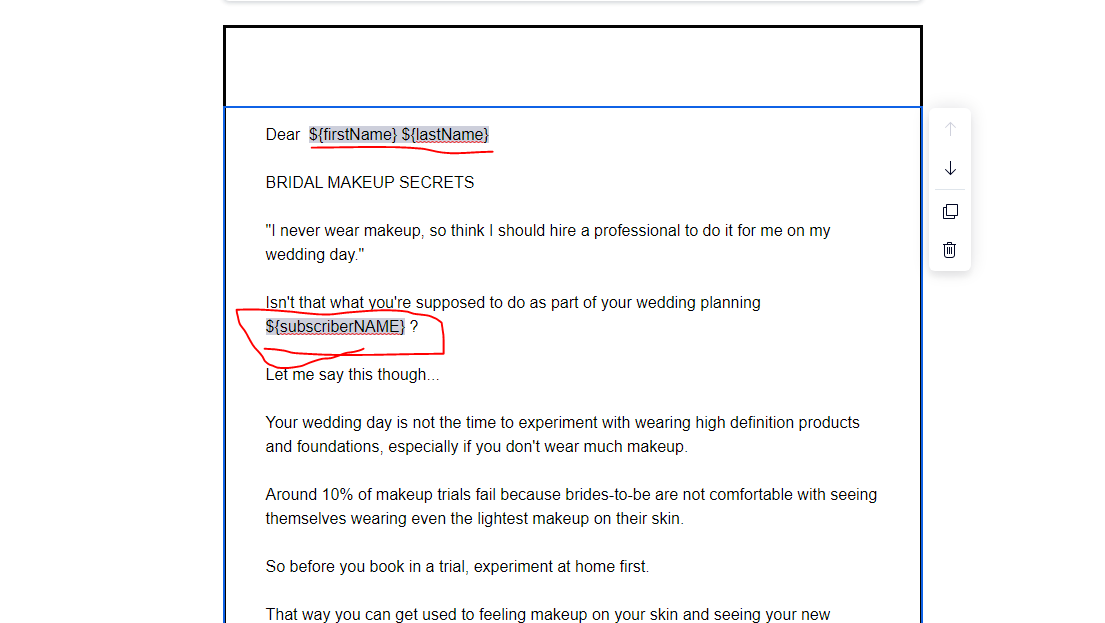 Dear ${firstName} ${lastName}
BRIDAL MAKEUP SECRETS
"I never wear makeup, so think I should hire a professional to do it for me on my
wedding day."
Isn't that what you're supposed to do as part of your wedding planning
${subscriberNAME} ?
Let me say this though...
Your wedding day is not the time to experiment with wearing high definition products
and foundations, especially if you don't wear much makeup.
Around 10% of makeup trials fail because brides-to-be are not comfortable with seeing
themselves wearing even the lightest makeup on their skin.
So before you book in a trial, experiment at home first.
That way you can get used to feeling makeup on your skin and seeing your new